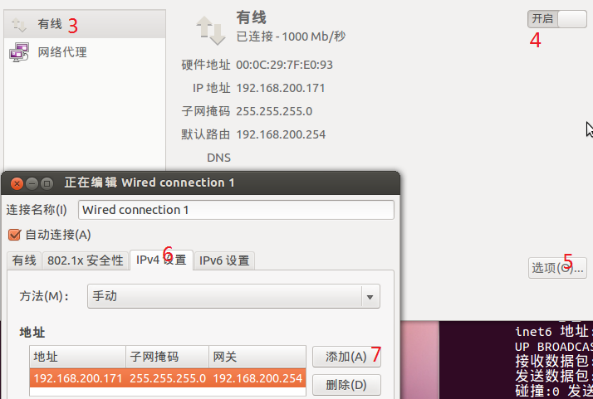 有线 3
网络代理
有线
已连接 - 1000 Mb/秒
开启
4
硬件地址 00:0C:29:7F:E0:93
IP 地址 192.168.200.171
子网掩码 255.255.255.0
默认路由 192.168.200.254
DNS
选项(O)... 5
正在编辑 Wired connection 1
连接名称(I) Wired connection 1
自动连接(A)
有线 802.1x 安全性 IPv4 设置 6 IPv6 设置
方法(M): 手动
地址
地址 子网掩码 网关
添加(A) 7
192.168.200.171 255.255.255.0 192.168.200.254
删除(D)
inet6 地址:
UP BROADCAS
接收数据包:
发送数据包:
碰撞:0 发送